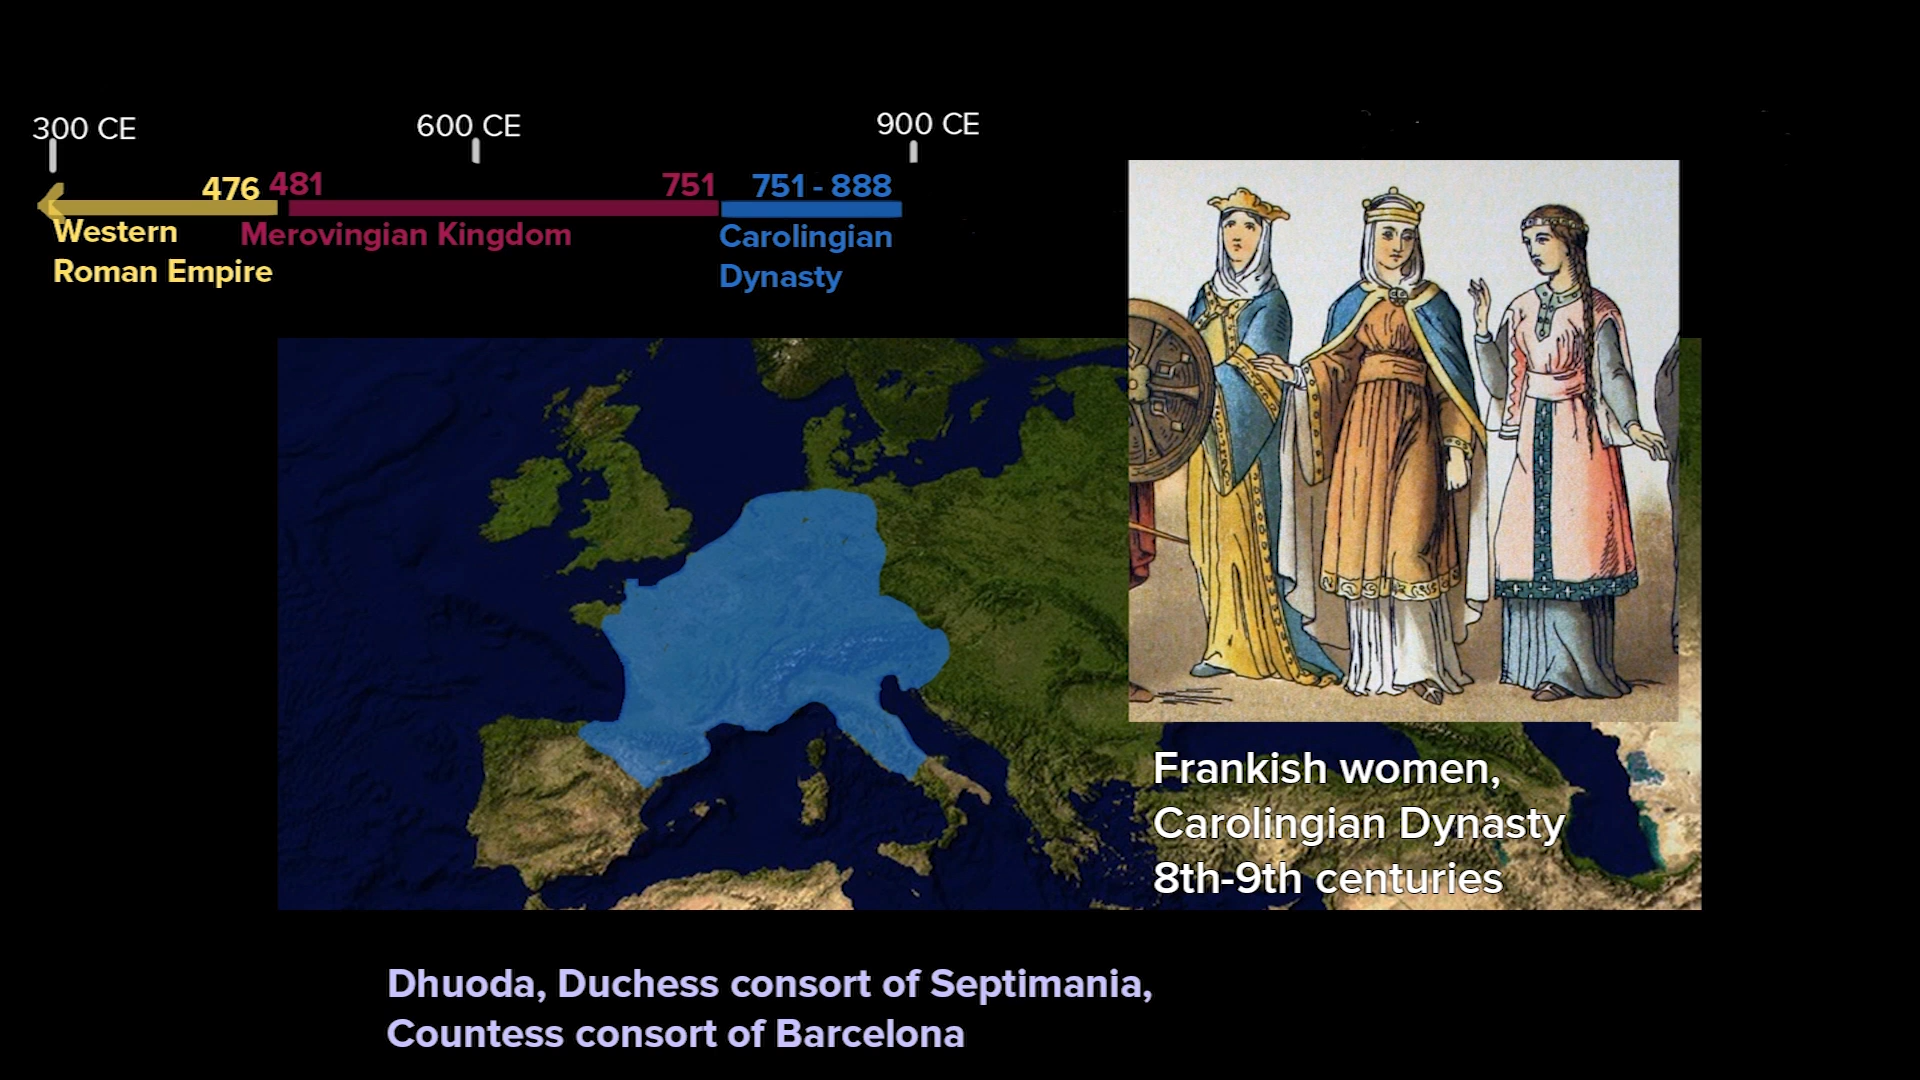 300 CE
600 CE
900 CE
476
481
751
751 - 888
Western
Roman Empire
Merovingian Kingdom
Carolingian
Dynasty
Frankish women,
Carolingian Dynasty
8th-9th centuries
Dhuoda, Duchess consort of Septimania,
Countess consort of Barcelona